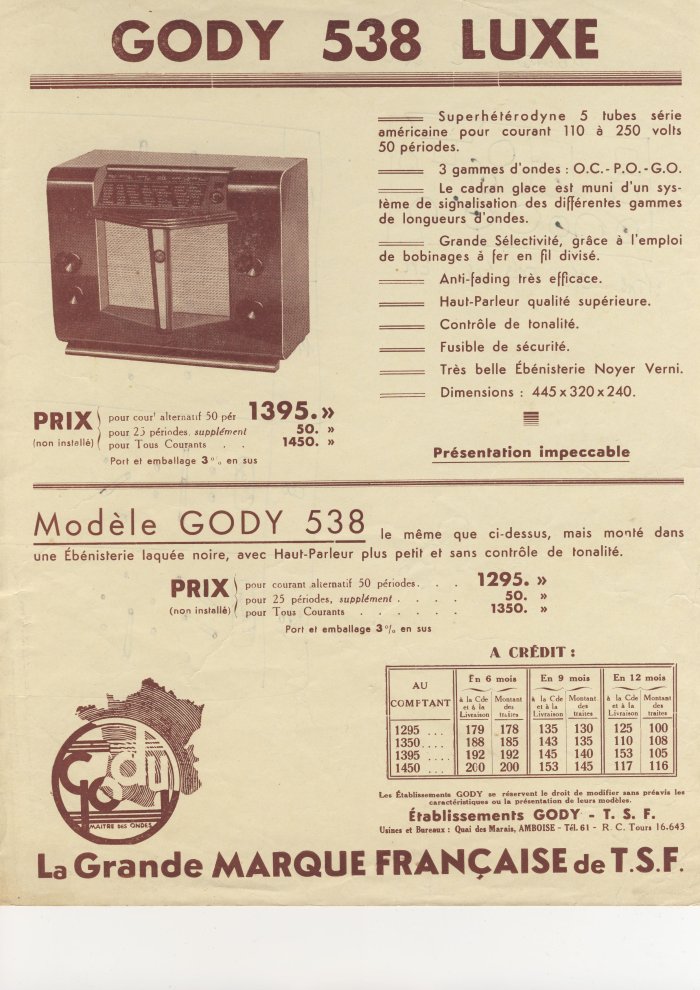 GODY 538 LUXE
Superhétérodyne 5 tubes série
américaine pour courant 110 à 250 volts
50 périodes.
3 gammes d'ondes : O.C.- P.O.- G.O.
Le cadran glace est muni d'un sys-
tème de signalisation des différentes gammes
de longueurs d'ondes.
Grande Sélectivité, grâce à l'emploi
de bobinages à fer en fil divisé.
Anti-fading très efficace.
Haut-Parleur qualité supérieure.
Contrôle de tonalité.
Fusible de sécurité.
Très belle Ébénisterie Noyer Verni.
Dimensions : 445 x 320 x 240.
Présentation impeccable
PRIX
(non installé)
pour cour' alternatif 50 pér 1395. »
pour 25 périodes, supplément 50. »
pour Tous Courants . . 1450. »
Port et emballage 3 % en sus
Modèle GODY 538 le même que ci-dessus, mais monté dans
une Ébénisterie laquée noire, avec Haut-Parleur plus petit et sans contrôle de tonalité.
PRIX
(non installé)
pour courant alternatif 50 périodes. . . 1295. »
pour 25 périodes, supplément . . . . 50. »
pour Tous Courants . . . . . . 1350. »
Port et emballage 3 % en sus
A CRÉDIT :
AU COMPTANT
En 6 mois En 9 mois En 12 mois
à la Cde et à la Livraison Montant des traites à la Cde et à la Livraison Montant des traites à la Cde et à la Livraison Montant des traites
1295 .... 179 178 135 130 125 100
1350 .... 188 185 143 135 110 108
1395 .... 192 192 145 140 153 105
1450 .... 200 200 153 145 117 116
Les Établissements GODY se réservent le droit de modifier sans préavis les
caractéristiques ou la présentation de leurs modèles.
Établissements GODY - T. S. F.
Usines et Bureaux : Quai des Marais, AMBOISE - Tél. 61 - R. C. Tours 16.643
Gody
MAITRE DES ONDES
La Grande MARQUE FRANÇAISE de T.S.F.